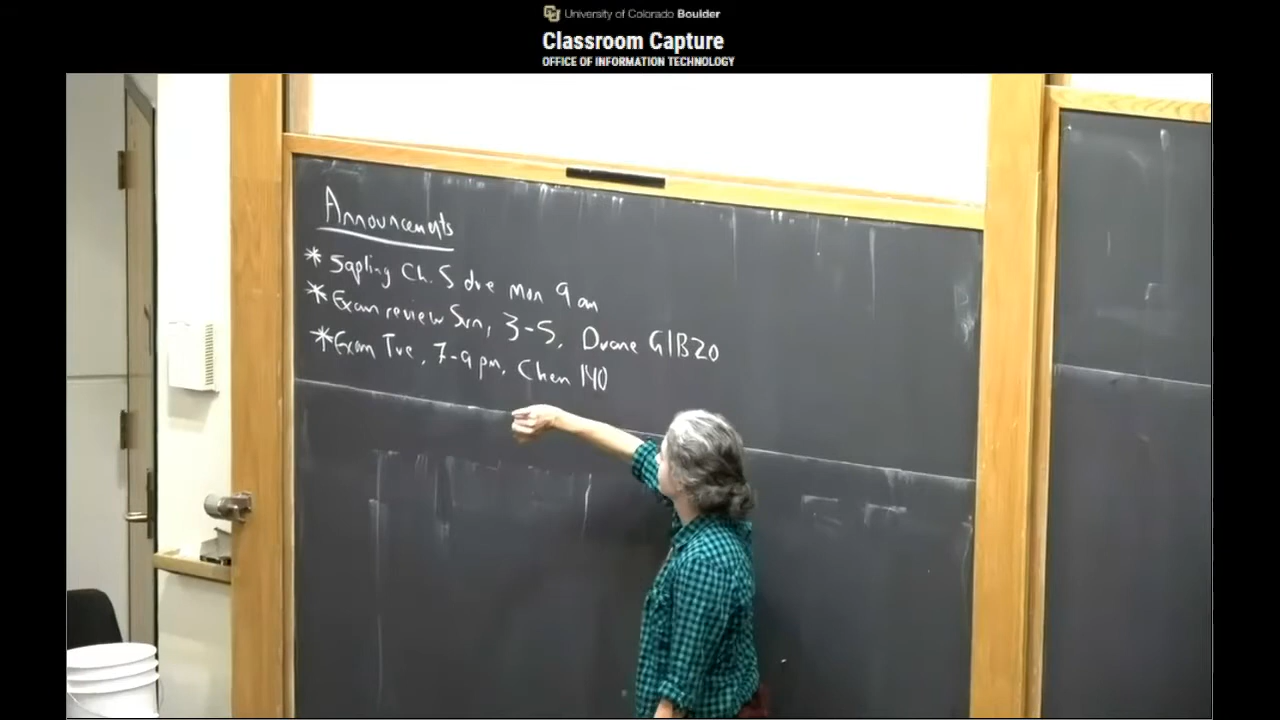 University of Colorado Boulder
Classroom Capture
OFFICE OF INFORMATION TECHNOLOGY
Announcements
* Sapling Ch. 5 due Mon 9 am
* Exam review Sun, 3-5, Duane G1B20
* Exam Tue, 7-9 pm, Chem 140